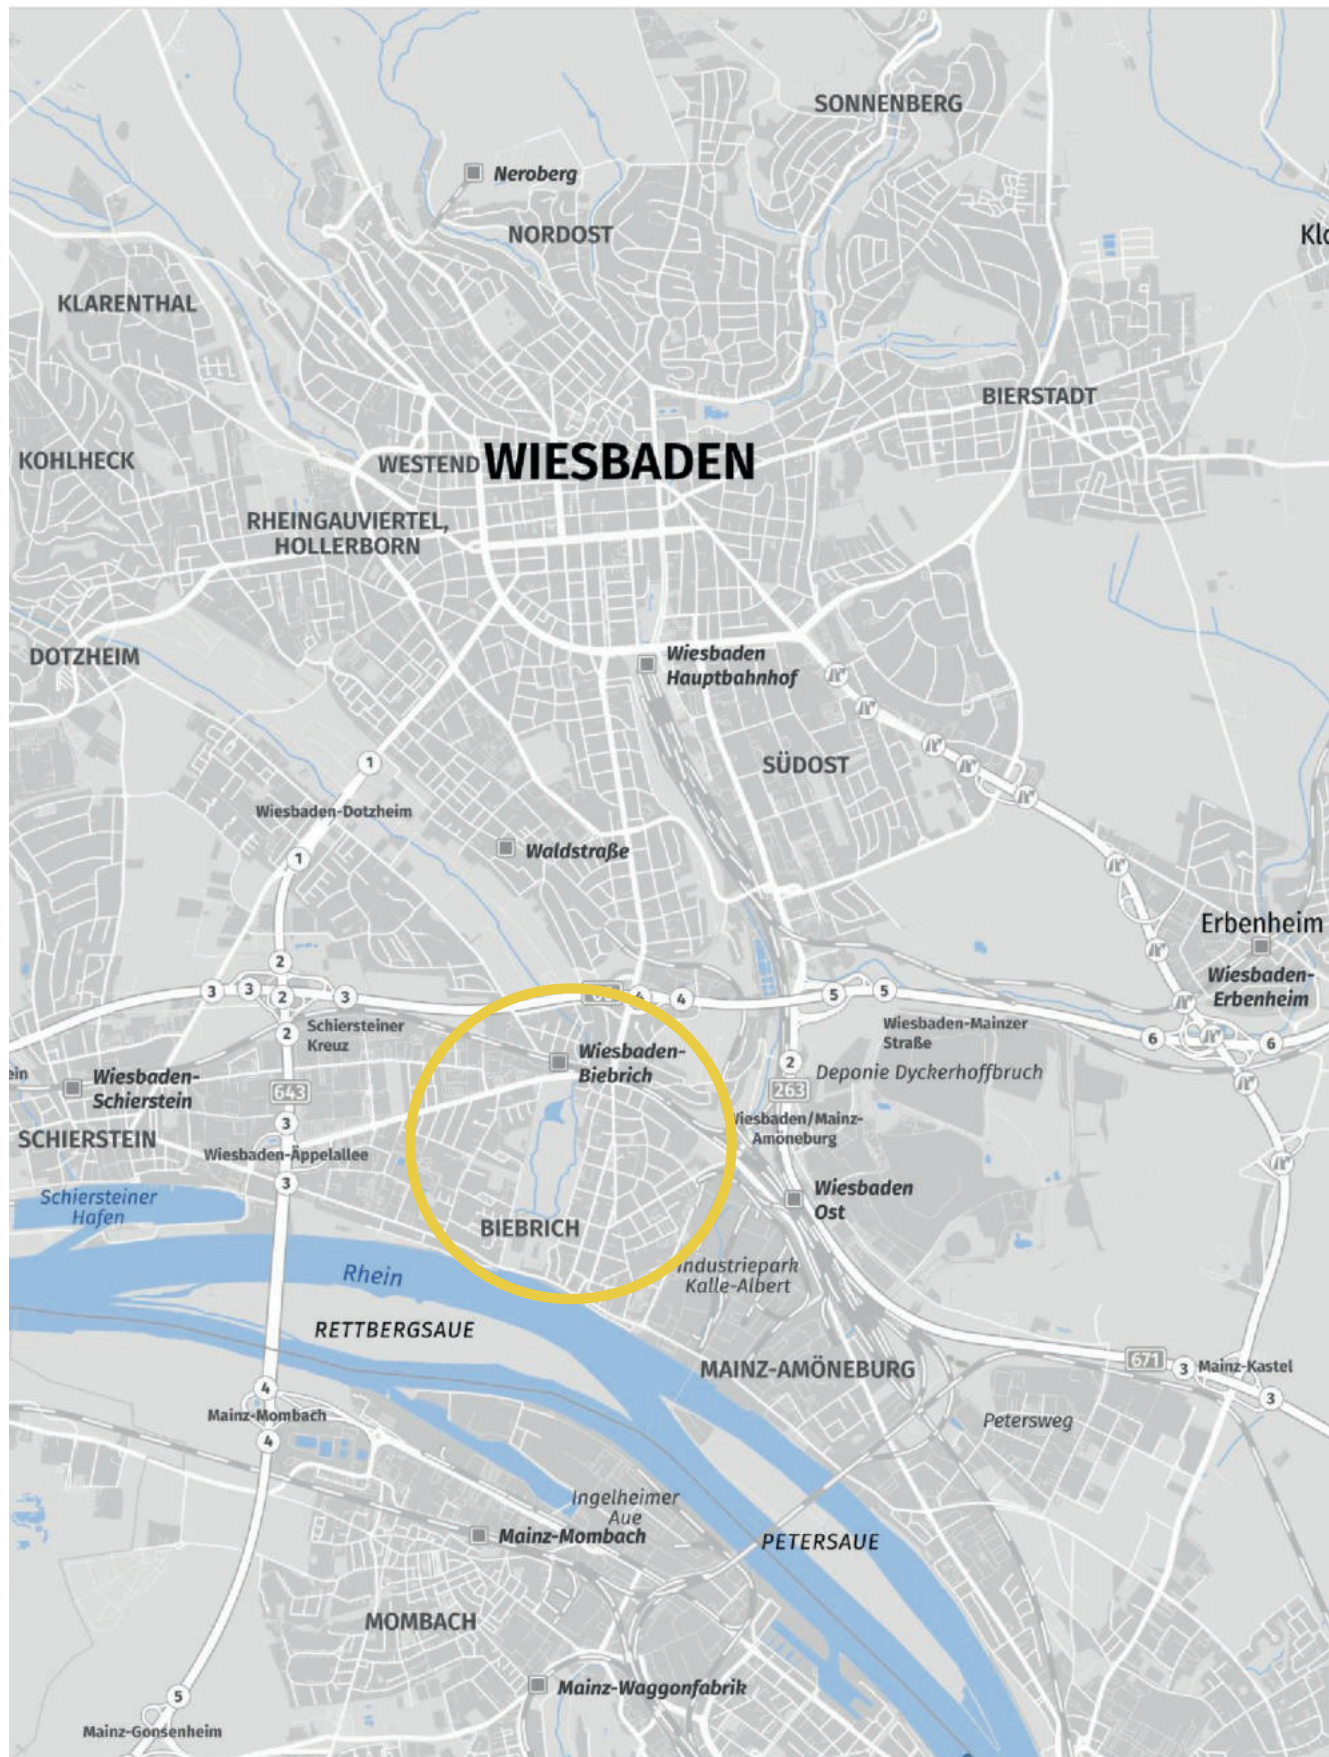 SONNENBERG
Neroberg
NORDOST
Klo
KLARENTHAL
BIERSTADT
KOHLHECK
WESTEND
WIESBADEN
RHEINGAUVIERTEL,
HOLLERBORN
DOTZHEIM
Wiesbaden
Hauptbahnhof
SÜDOST
1
Wiesbaden-Dotzheim
1
Waldstraße
Erbenheim
Wiesbaden-
Erbenheim
2
3
3
2
3
4
4
5
5
2
Schiersteiner
Kreuz
Wiesbaden-Mainzer
Straße
6
6
Wiesbaden-
Biebrich
2
Deponie Dyckerhoffbruch
ein
Wiesbaden-
Schierstein
643
263
3
Wiesbaden/Mainz-
Amöneburg
SCHIERSTEIN
Wiesbaden-Äppelallee
3
Wiesbaden
Ost
Schiersteiner
Hafen
BIEBRICH
Industriepark
Kalle-Albert
Rhein
RETTBERGSAUE
MAINZ-AMÖNEBURG
671
3
Mainz-Kastel
3
4
Mainz-Mombach
4
Petersweg
Ingelheimer
Aue
Mainz-Mombach
PETERSAUE
MOMBACH
Mainz-Waggonfabrik
5
Mainz-Gonsenheim